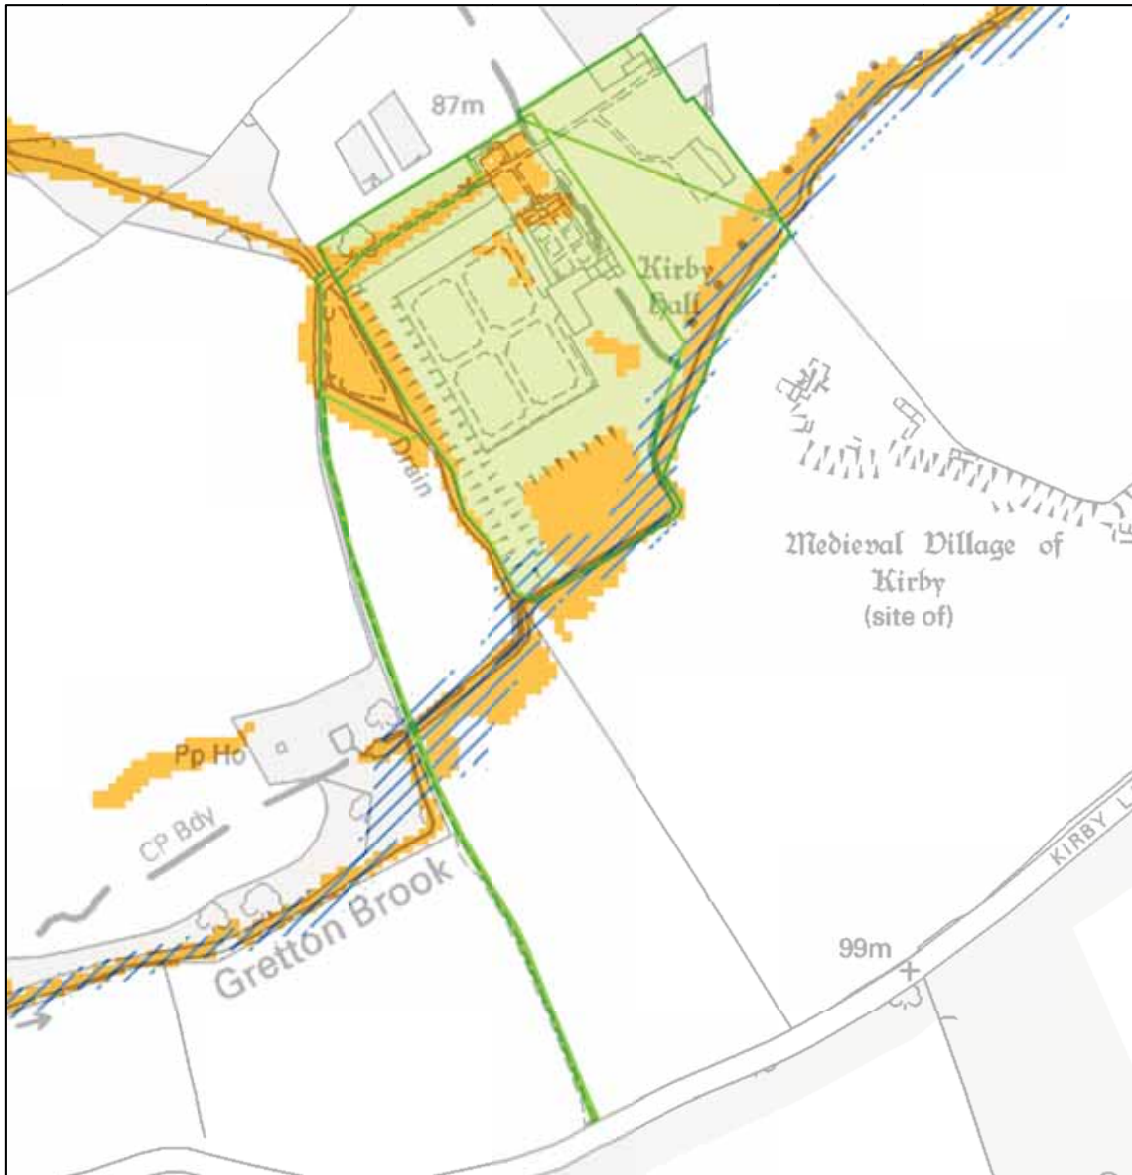 87m
Kirby
Hall
Drain
Medieval Village of
Kirby
(site of)
Pp Ho
CP Bdy
Gretton Brook
99m
KIRBY L